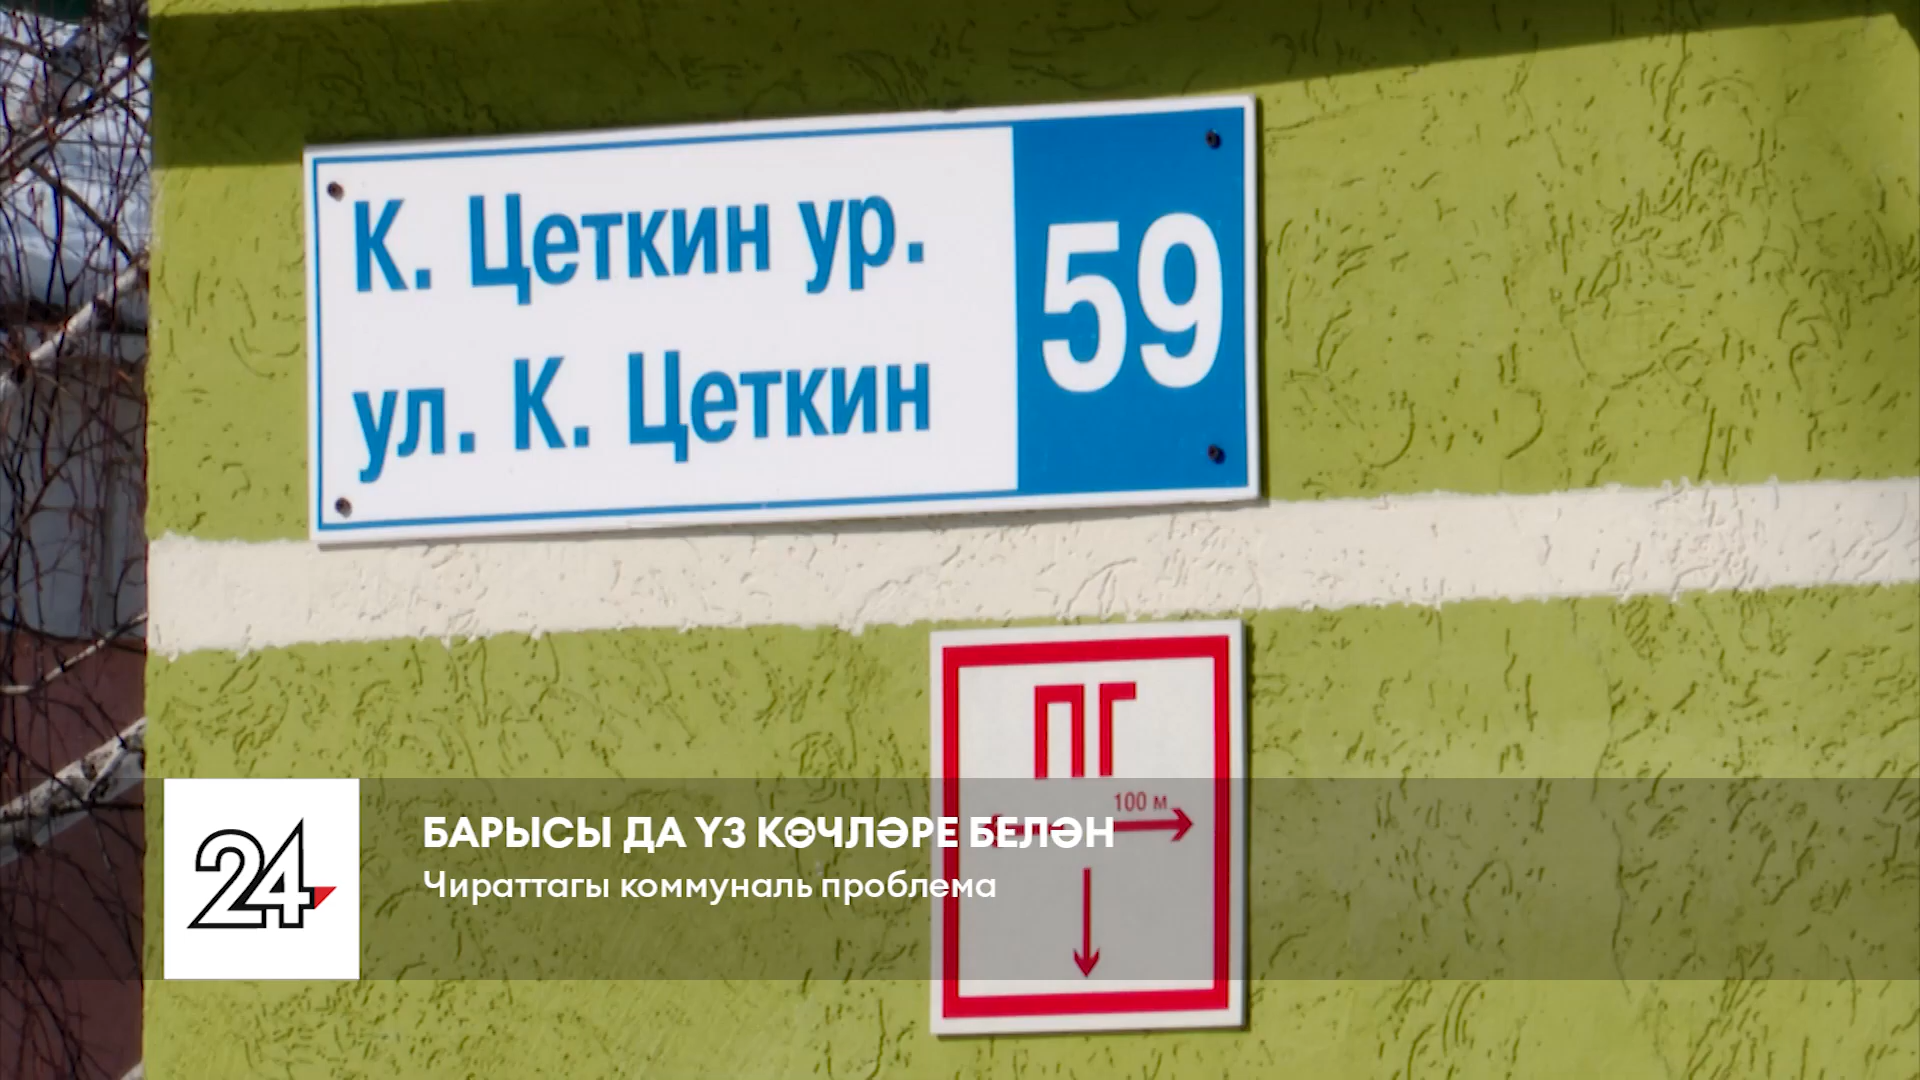 К. Цеткин ур.
ул. К. Цеткин
59
ПГ
100 м
24
БАРЫСЫ ДА ҮЗ КӨЧЛӘРЕ БЕЛӘН
Чираттагы коммуналь проблема